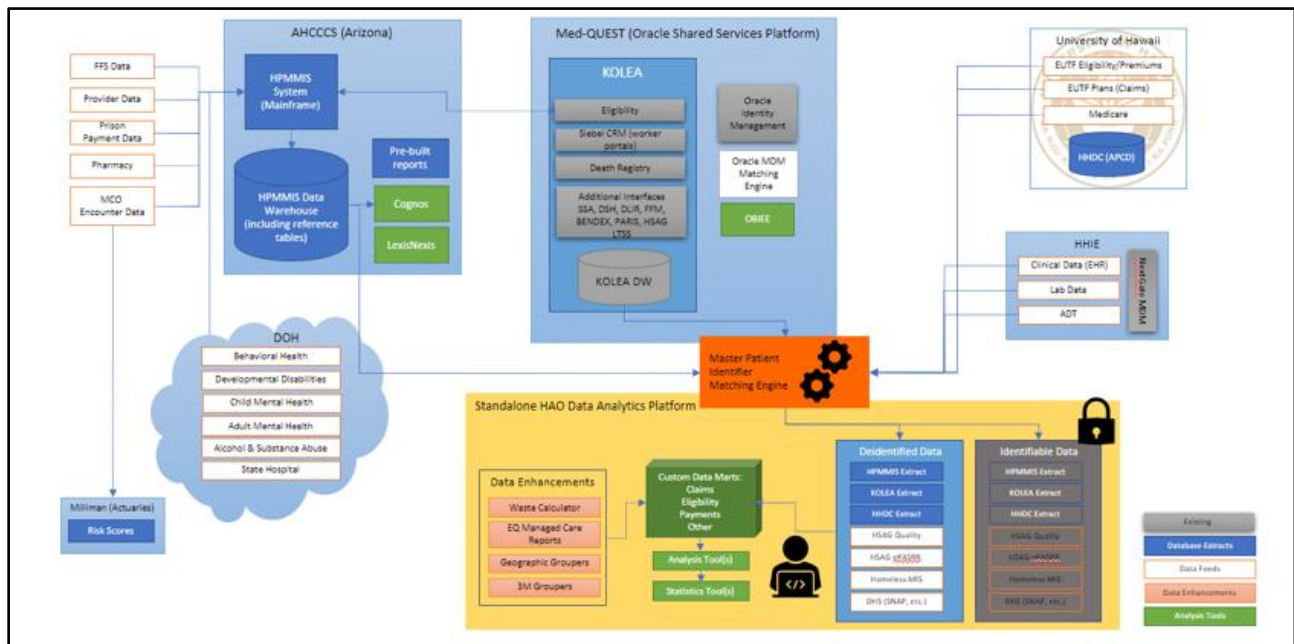 AHCCCS (Arizona)
FFS Data
Provider Data
Prison
Payment Data
Pharmacy
MCO
Encounter Data
HPMMIS
System
(Mainframe)
HPMMIS Data
Warehouse
(including reference
tables)
Pre-built
reports
Cognos
LexisNexis
Med-QUEST (Oracle Shared Services Platform)
KOLEA
Eligibility
Siebel CRM (worker
portals)
Death Registry
Additional Interfaces
SSA, DSH, DLIR, FFM,
BENDEX, PARIS, HSAG
LTSS
KOLEA DW
Oracle
Identity
Management
Oracle MDM
Matching
Engine
OBIEE
University of Hawaii
EUTF Eligibility/Premiums
EUTF Plans (Claims)
Medicare
HHDC (APCD)
HHIE
Clinical Data (EHR)
Lab Data
ADT
NextGate MDM
DOH
Behavioral Health
Developmental Disabilities
Child Mental Health
Adult Mental Health
Alcohol & Substance Abuse
State Hospital
Milliman (Actuaries)
Risk Scores
Master Patient
Identifier
Matching Engine
Standalone HAO Data Analytics Platform
Data Enhancements
Waste Calculator
EQ Managed Care
Reports
Geographic Groupers
3M Groupers
Custom Data Marts:
Claims
Eligibility
Payments
Other
Analysis Tool(s)
Statistics Tool(s)
Deidentified Data
HPMMIS Extract
KOLEA Extract
HHDC Extract
HSAG Quality
HSAG
Homeless MIS
DHS (SNAP, etc.)
Identifiable Data
HPMMIS Extract
KOLEA Extract
HHDC Extract
HSAG Quality
HSAG
Homeless MIS
DHS (SNAP, etc.)
Existing
Database Extracts
Data Feeds
Data Enhancements
Analysis Tools